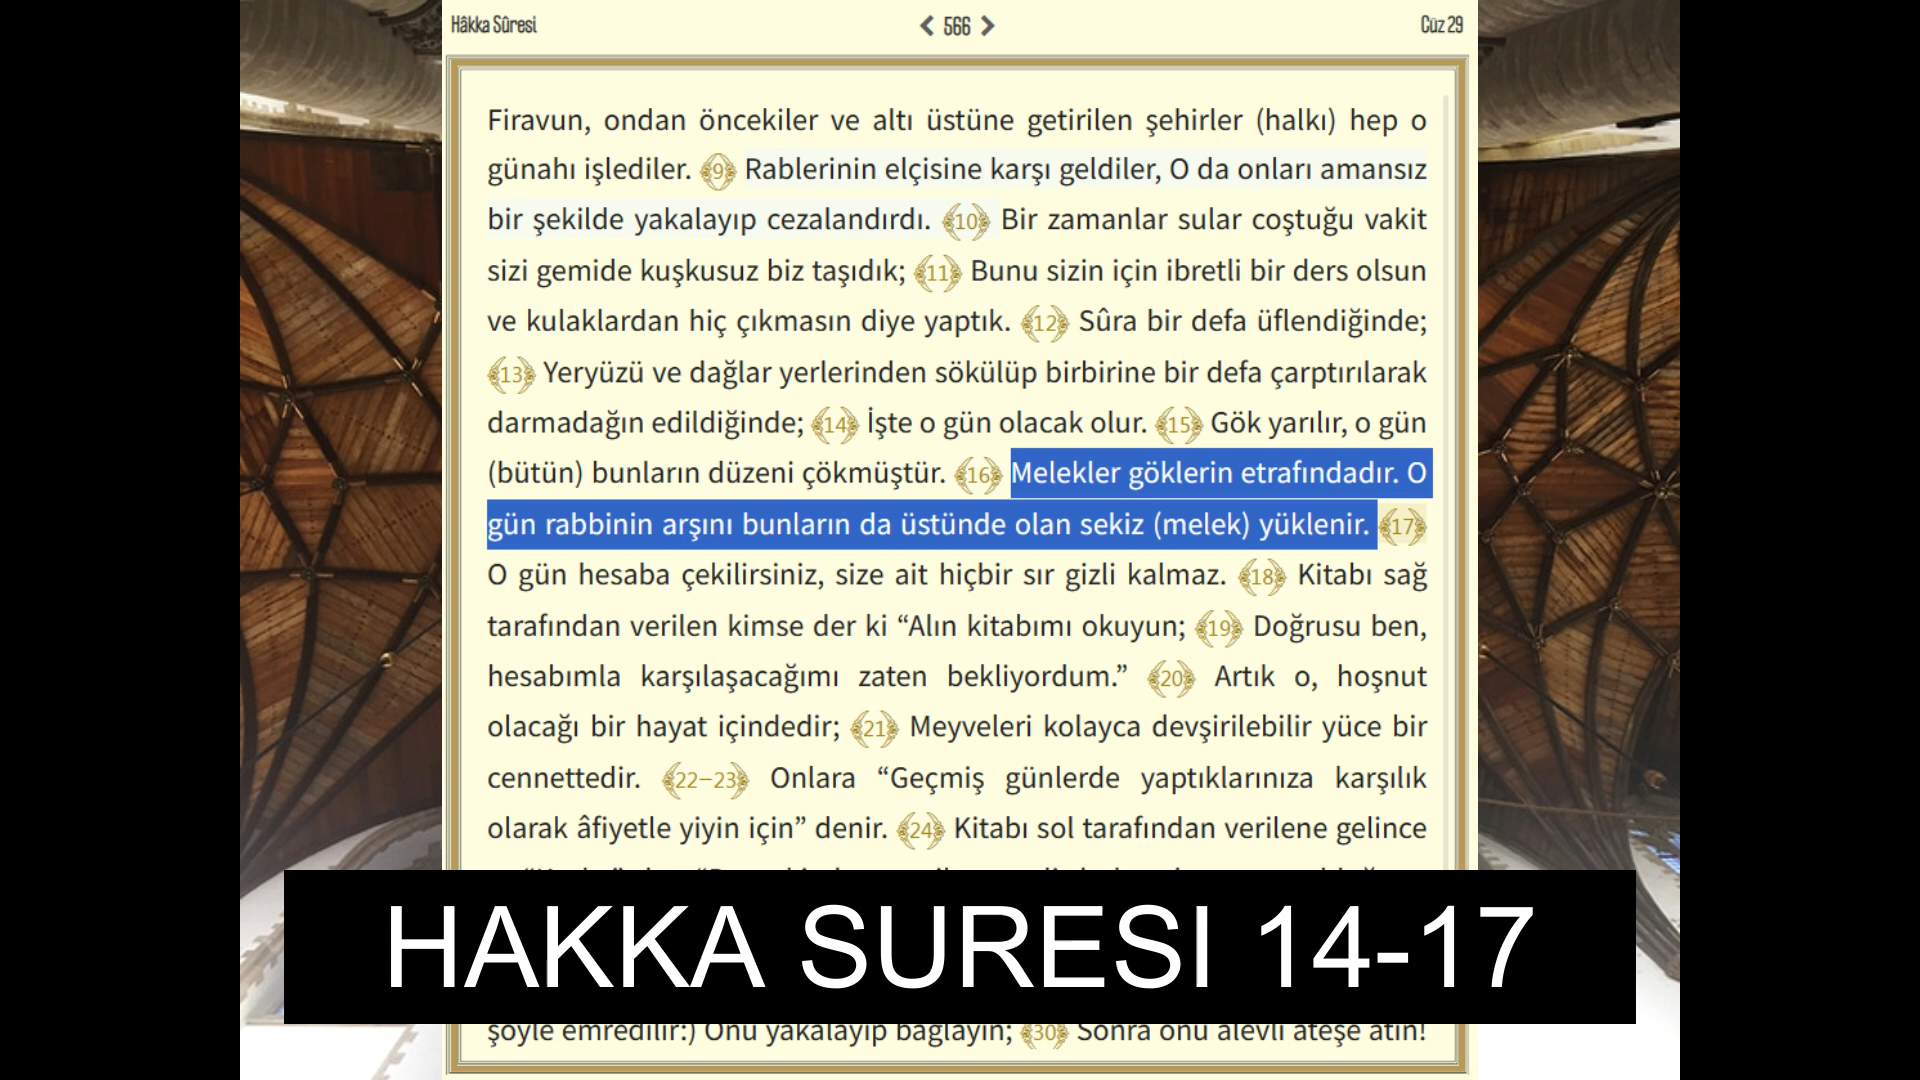 Hâkka Sûresi
566
Cüz 29
Firavun, ondan öncekiler ve altı üstüne getirilen şehirler (halkı) hep o
günahı işlediler. 9 Rablerinin elçisine karşı geldiler, O da onları amansız
bir şekilde yakalayıp cezalandırdı. 10 Bir zamanlar sular coştuğu vakit
sizi gemide kuşkusuz biz taşıdık; 11 Bunu sizin için ibretli bir ders olsun
ve kulaklardan hiç çıkmasın diye yaptık. 12 Sûra bir defa üflendiğinde;
13 Yeryüzü ve dağlar yerlerinden sökülüp birbirine bir defa çarptırılarak
darmadağın edildiğinde; 14 İşte o gün olacak olur. 15 Gök yarılır, o gün
(bütün) bunların düzeni çökmüştür. 16 Melekler göklerin etrafındadır. O
gün rabbinin arşını bunların da üstünde olan sekiz (melek) yüklenir. 17
O gün hesaba çekilirsiniz, size ait hiçbir sır gizli kalmaz. 18 Kitabı sağ
tarafından verilen kimse der ki “Alın kitabımı okuyun; 19 Doğrusu ben,
hesabımla karşılaşacağımı zaten bekliyordum.” 20 Artık o, hoşnut
olacağı bir hayat içindedir; 21 Meyveleri kolayca devşirilebilir yüce bir
cennettedir. 22–23 Onlara “Geçmiş günlerde yaptıklarınıza karşılık
olarak âfiyetle yiyin için” denir. 24 Kitabı sol tarafından verilene gelince
HAKKA SURESI 14-17
şöyle emredilir:) Onu yakalayıp bağlayın; 30 Sonra onu alevli ateşe atın!